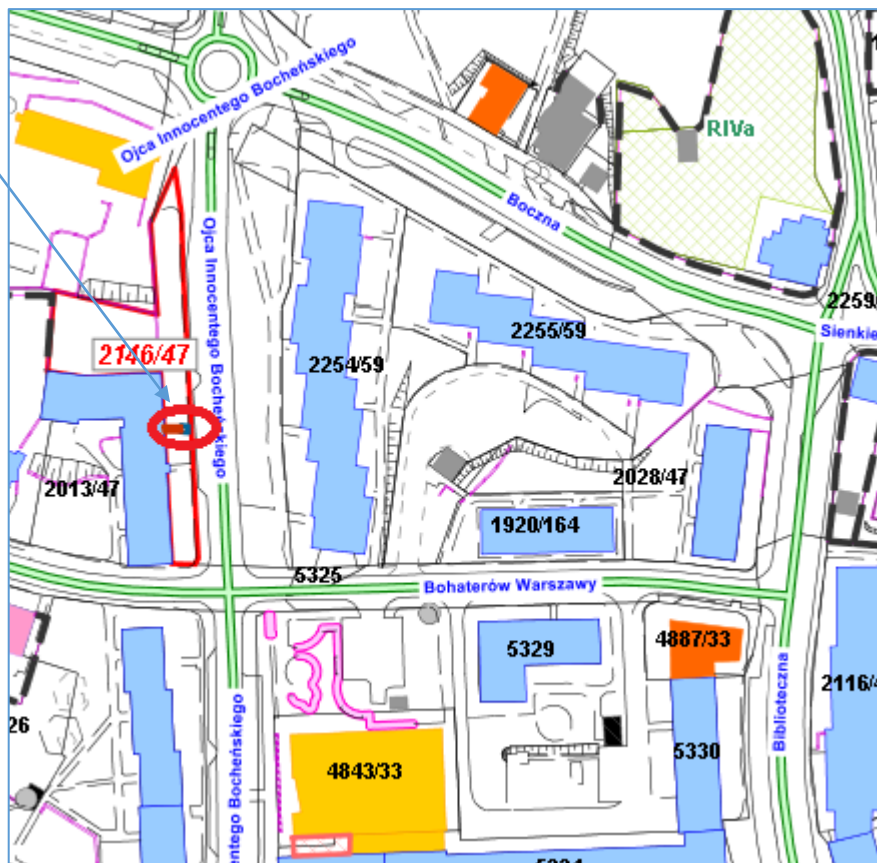 Ojca Innocentego Bocheńskiego
RIVa
Boczna
Ojca Innocentego Bocheńskiego
2259/
2255/59
Sienkie
2146/47
2254/59
2013/47
2028/47
1920/164
5325
Bohaterów Warszawy
4887/33
5329
2116/4
Biblioteczna
26
5330
4843/33
entego Bocheńskiego